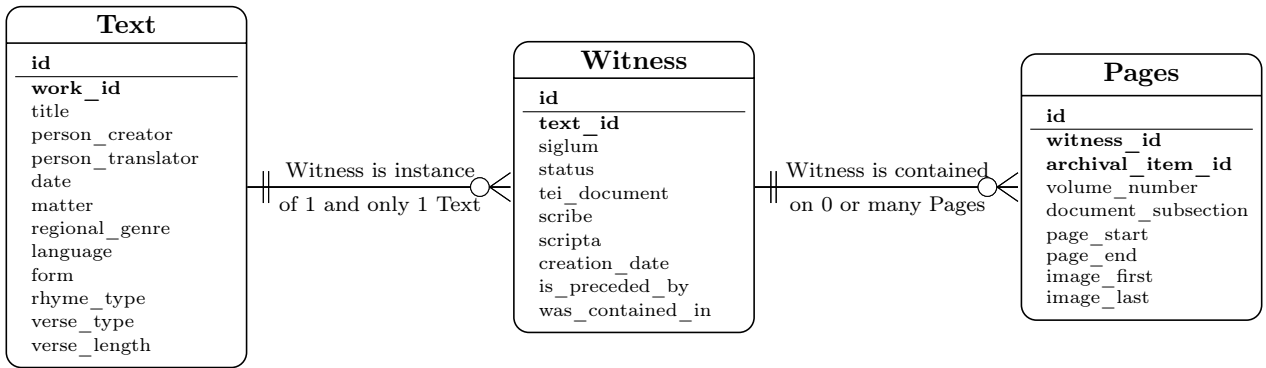 Text
id
work_id
title
person_creator
person_translator
date
matter
regional_genre
language
form
rhyme_type
verse_type
verse_length
Witness is instance
of 1 and only 1 Text
Witness
id
text_id
siglum
status
tei_document
scribe
scripta
creation_date
is_preceded_by
was_contained_in
Witness is contained
on 0 or many Pages
Pages
id
witness_id
archival_item_id
volume_number
document_subsection
page_start
page_end
image_first
image_last